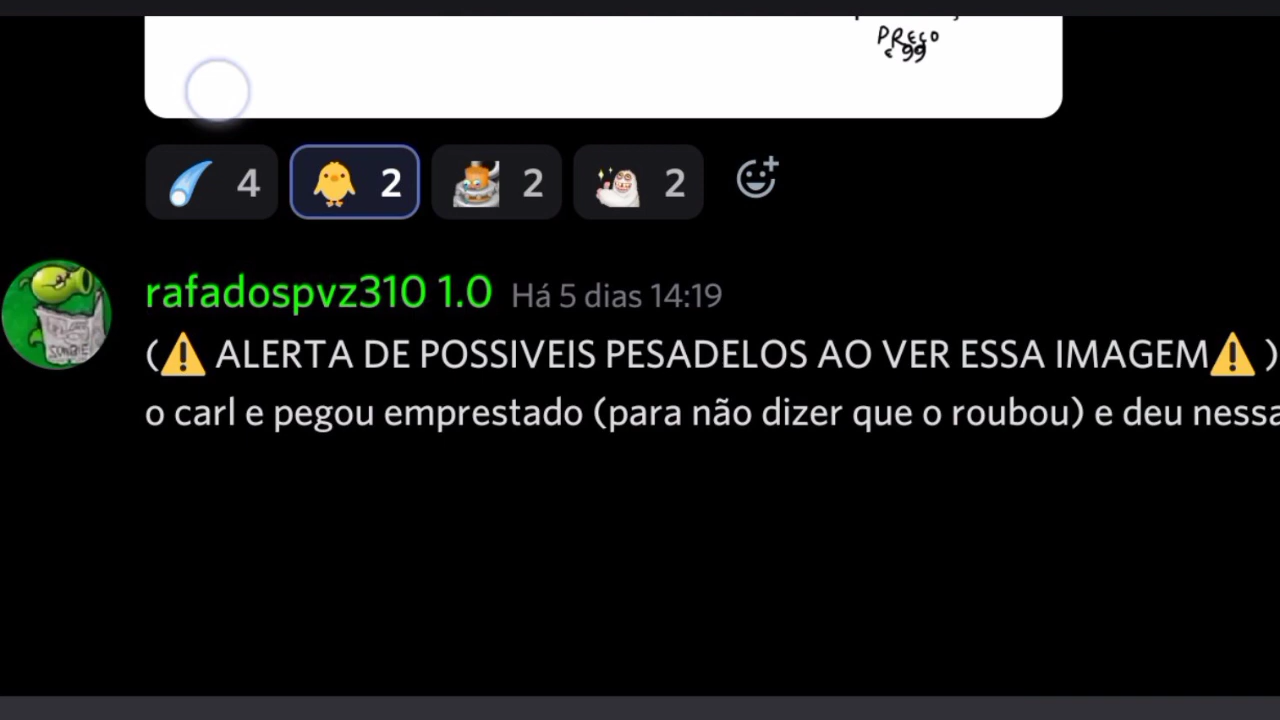 PREÇO
€ 99
4
2
2
2
rafadospvz310 1.0 Há 5 dias 14:19
(⚠️ ALERTA DE POSSIVEIS PESADELOS AO VER ESSA IMAGEM⚠️ )
o carl e pegou emprestado (para não dizer que o roubou) e deu nessa